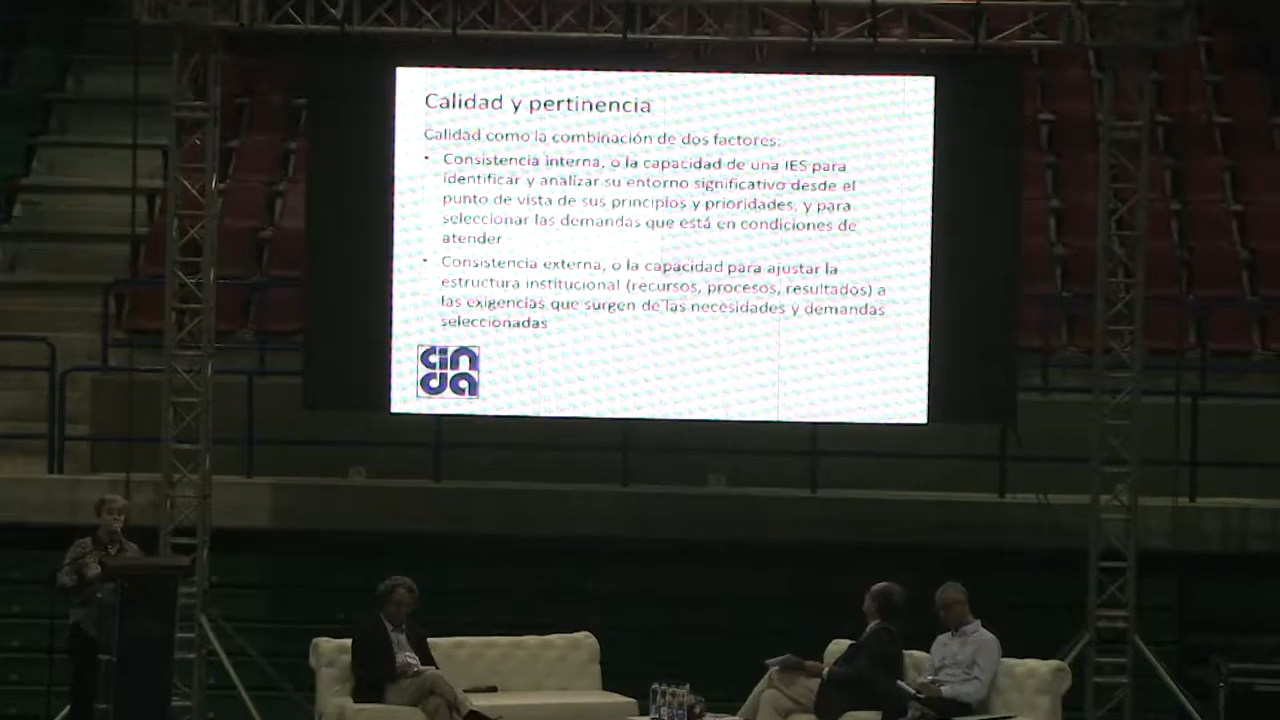 Calidad y pertinencia
Calidad como la combinación de dos factores:
• Consistencia interna, o la capacidad de una IES para
identificar y analizar su entorno significativo desde el
punto de vista de sus principios y prioridades, y para
seleccionar las demandas que está en condiciones de
atender
• Consistencia externa, o la capacidad para ajustar la
estructura institucional (recursos, procesos, resultados) a
las exigencias que surgen de las necesidades y demandas
seleccionadas
cin
da